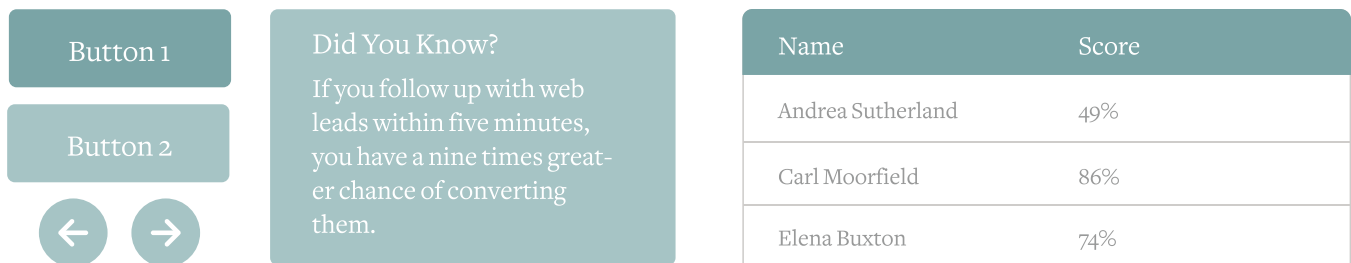 Button 1
Button 2
Did You Know?
If you follow up with web
leads within five minutes,
you have a nine times great-
er chance of converting
them.
Name Score
Andrea Sutherland 49%
Carl Moorfield 86%
Elena Buxton 74%